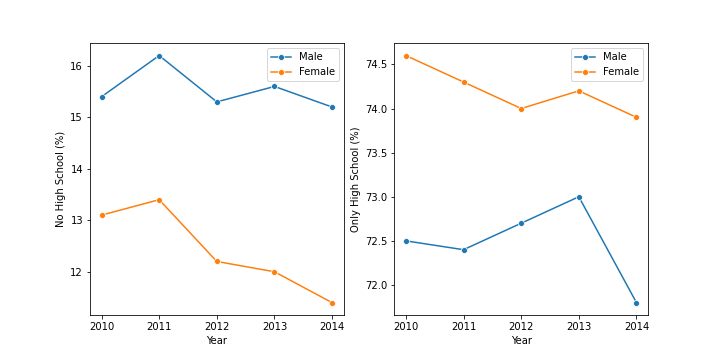 No High School (%)
16
15
14
13
12
2010 2011 2012 2013 2014
Year
Male
Female
Only High School (%)
74.5
74.0
73.5
73.0
72.5
72.0
2010 2011 2012 2013 2014
Year
Male
Female